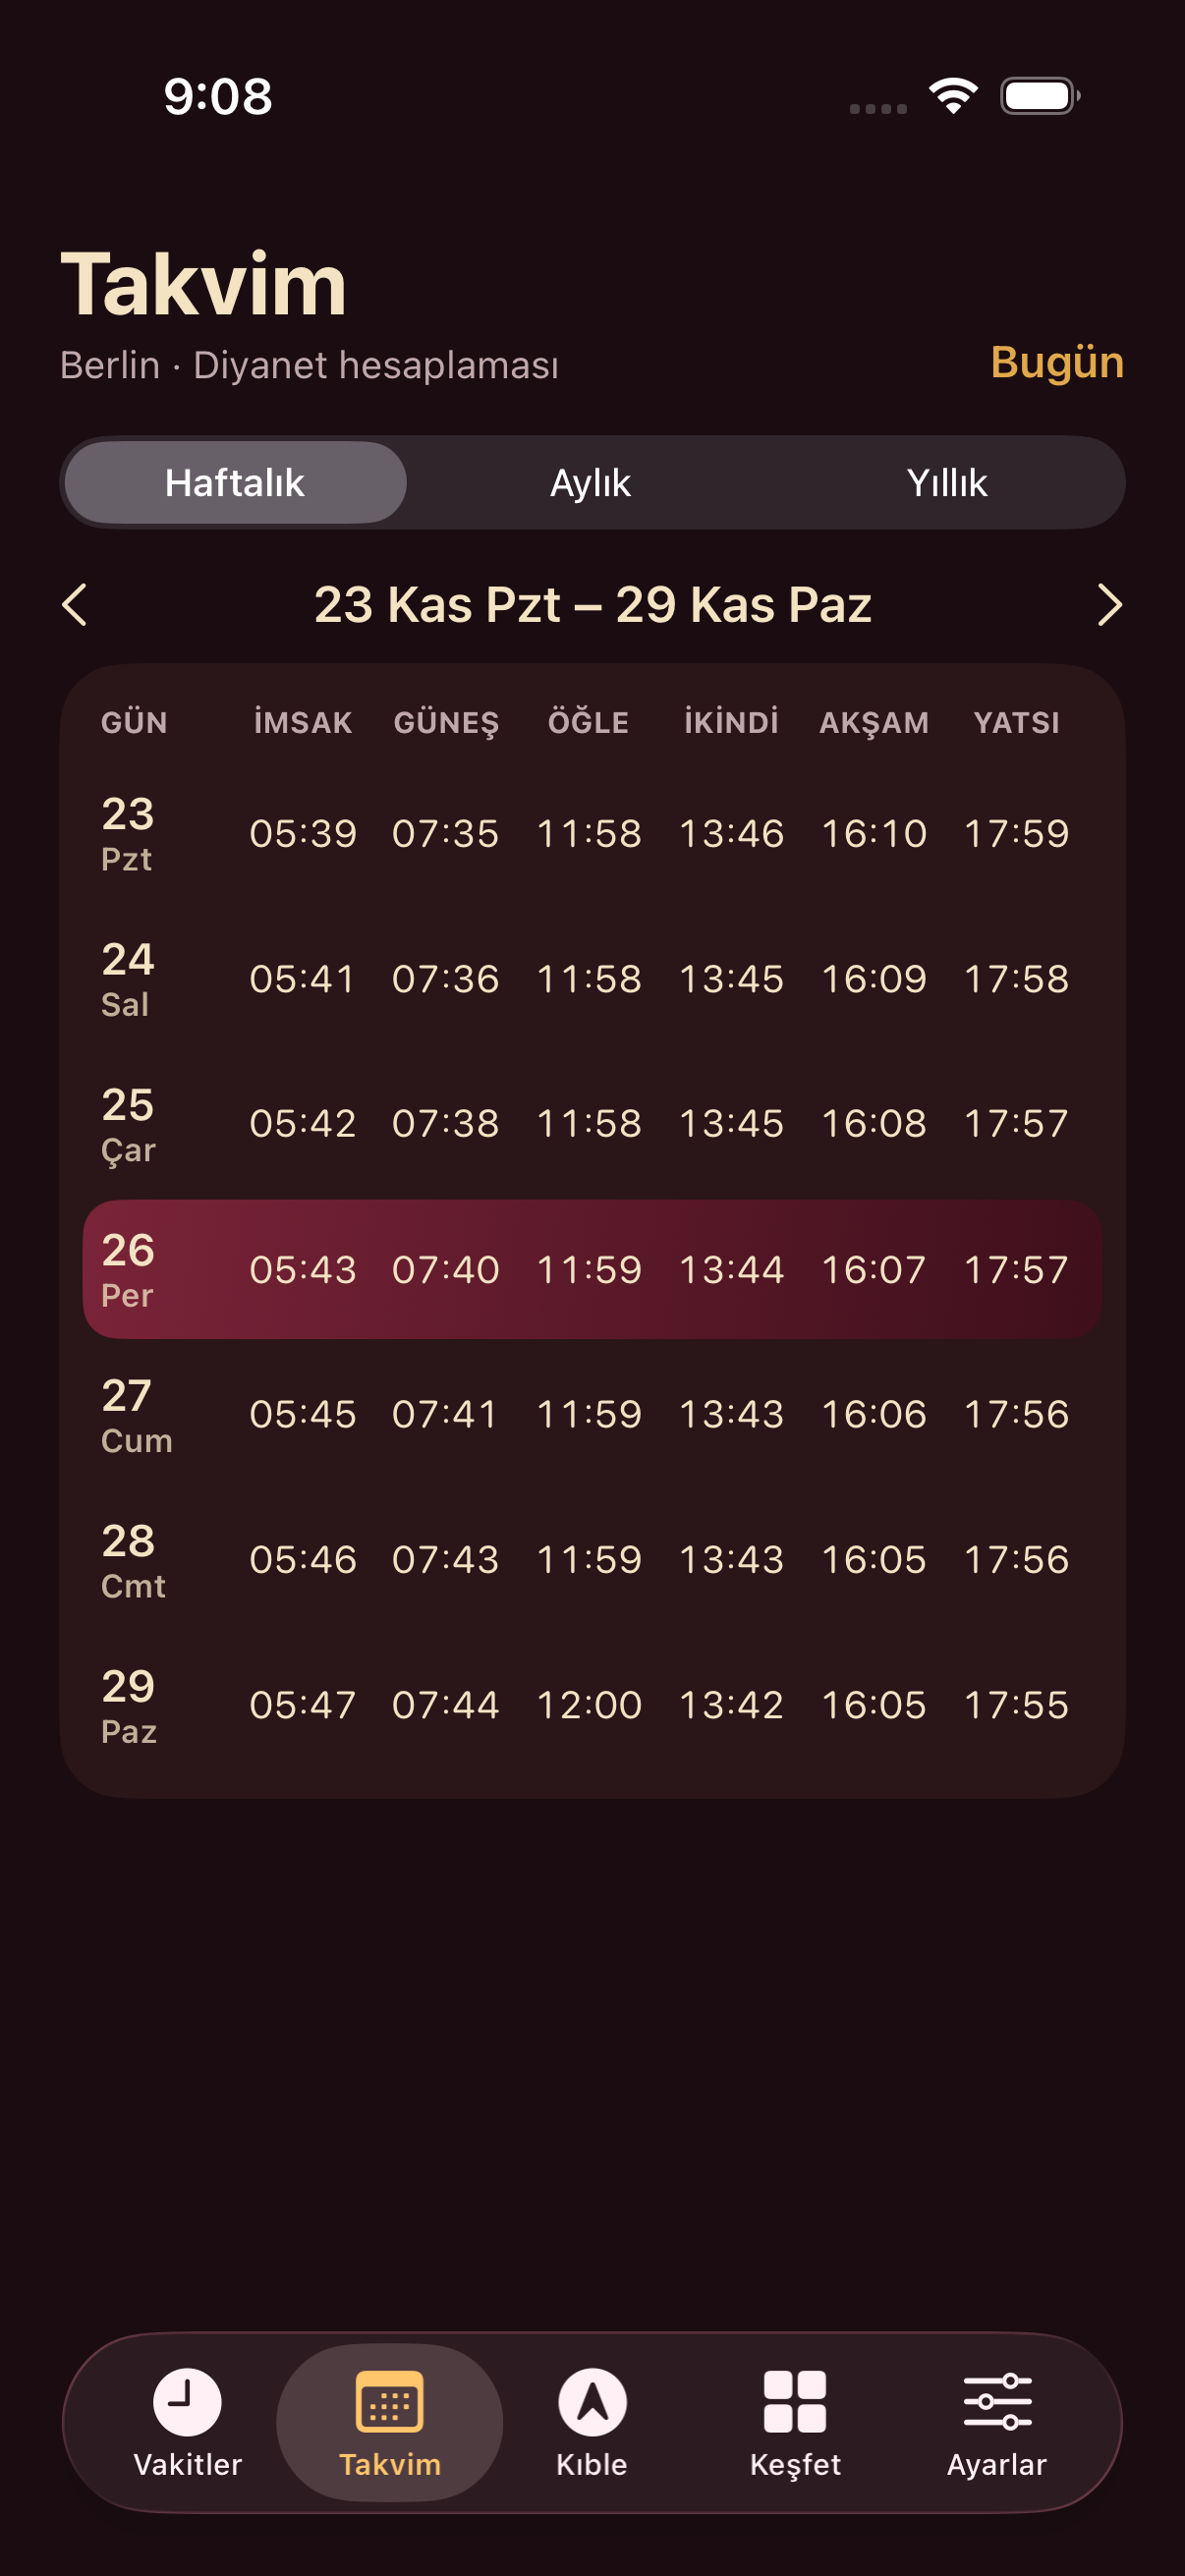 9:08
Takvim
Berlin · Diyanet hesaplaması
Bugün
Haftalık Aylık Yıllık
23 Kas Pzt – 29 Kas Paz
GÜN İMSAK GÜNEŞ ÖĞLE İKİNDİ AKŞAM YATSI
23 Pzt 05:39 07:35 11:58 13:46 16:10 17:59
24 Sal 05:41 07:36 11:58 13:45 16:09 17:58
25 Çar 05:42 07:38 11:58 13:45 16:08 17:57
26 Per 05:43 07:40 11:59 13:44 16:07 17:57
27 Cum 05:45 07:41 11:59 13:43 16:06 17:56
28 Cmt 05:46 07:43 11:59 13:43 16:05 17:56
29 Paz 05:47 07:44 12:00 13:42 16:05 17:55
Vakitler Takvim Kıble Keşfet Ayarlar